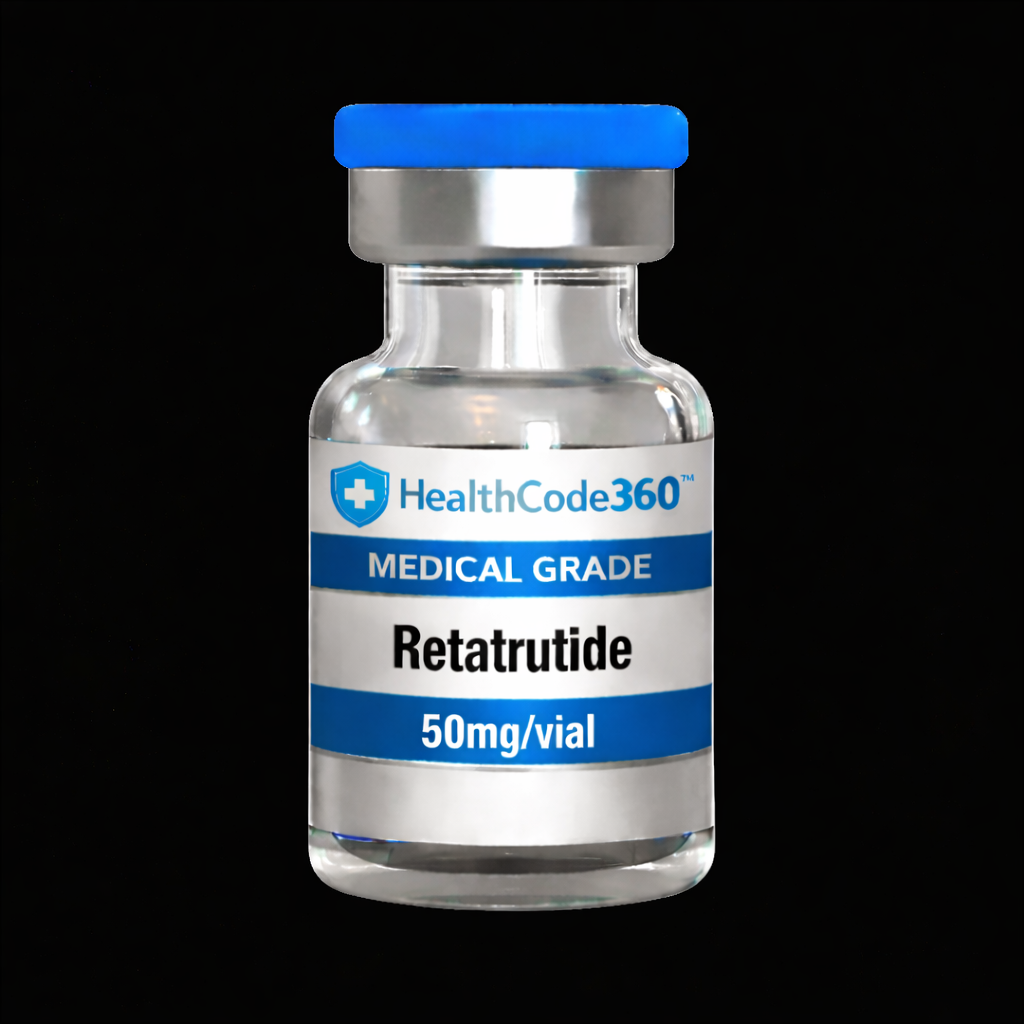 HealthCode360™
MEDICAL GRADE
Retatrutide
50mg/vial